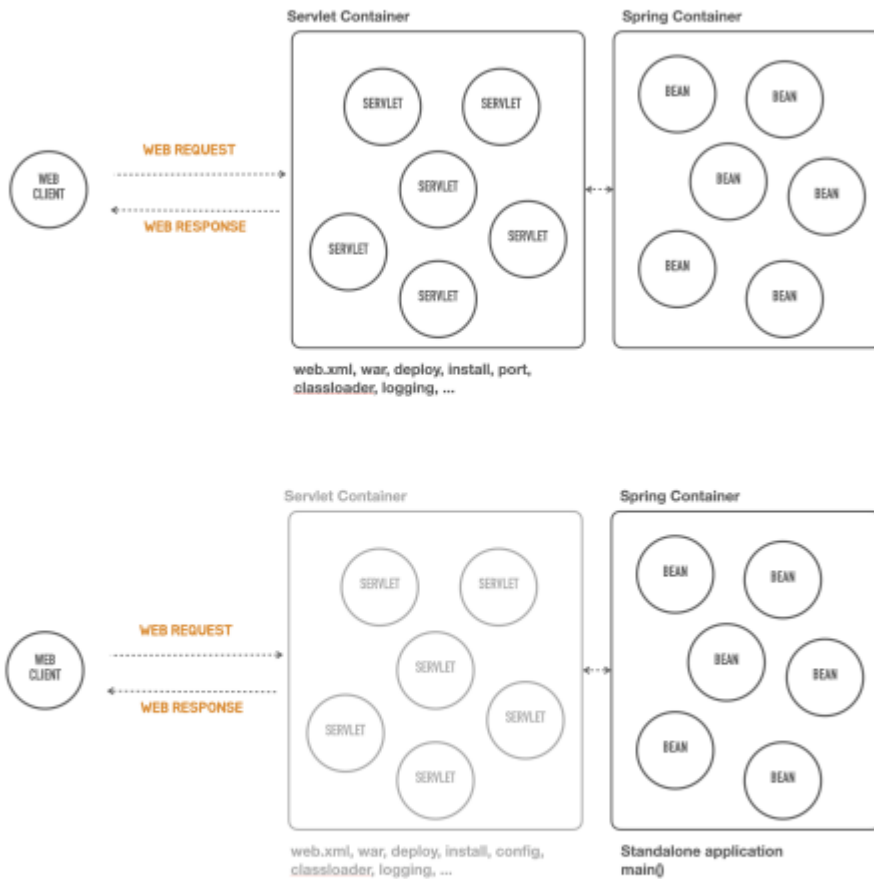 Servlet Container
Spring Container
SERVLET
SERVLET
BEAN
BEAN
WEB REQUEST
WEB CLIENT
SERVLET
BEAN
BEAN
WEB RESPONSE
SERVLET
SERVLET
BEAN
SERVLET
BEAN
web.xml, war, deploy, install, port,
classloader, logging, ...
Servlet Container
Spring Container
SERVLET
SERVLET
BEAN
BEAN
WEB REQUEST
WEB CLIENT
SERVLET
BEAN
BEAN
WEB RESPONSE
SERVLET
SERVLET
BEAN
SERVLET
BEAN
web.xml, war, deploy, install, config,
classloader, logging, ...
Standalone application
main()